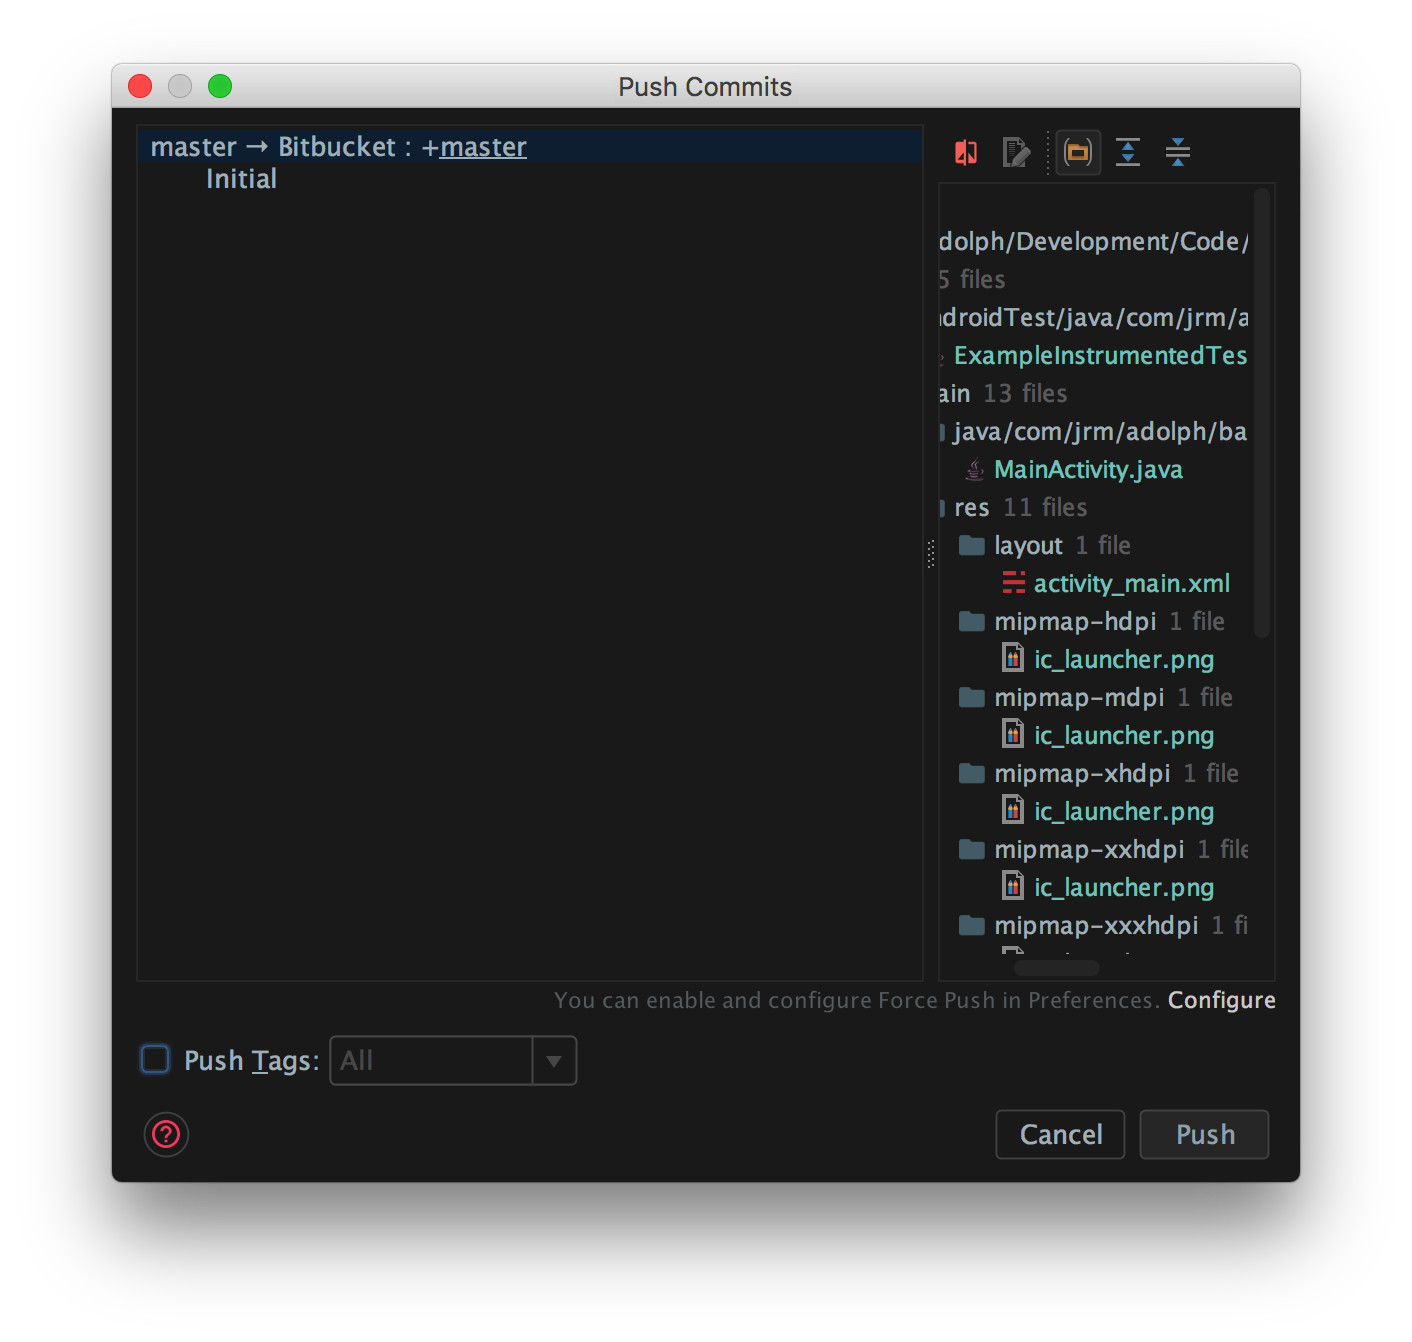 Push Commits
master → Bitbucket : +master
Initial
dolph/Development/Code/
5 files
droidTest/java/com/jrm/a
ExampleInstrumentedTes
ain 13 files
java/com/jrm/adolph/ba
MainActivity.java
res 11 files
layout 1 file
activity_main.xml
mipmap-hdpi 1 file
ic_launcher.png
mipmap-mdpi 1 file
ic_launcher.png
mipmap-xhdpi 1 file
ic_launcher.png
mipmap-xxhdpi 1 file
ic_launcher.png
mipmap-xxxhdpi 1 fi
You can enable and configure Force Push in Preferences. Configure
Push Tags: All
? Cancel Push